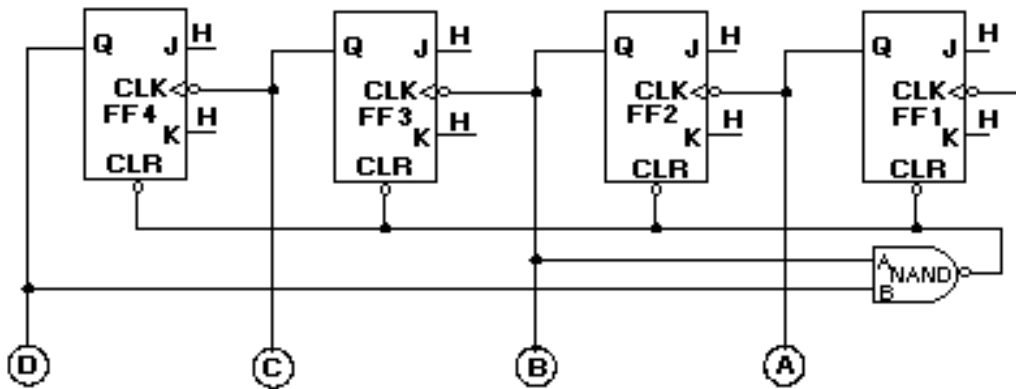 Q J H
CLK
FF4
K H
CLR
Q J H
CLK
FF3
K H
CLR
Q J H
CLK
FF2
K H
CLR
Q J H
CLK
FF1
K H
CLR
A
NAND
B
D
C
B
A